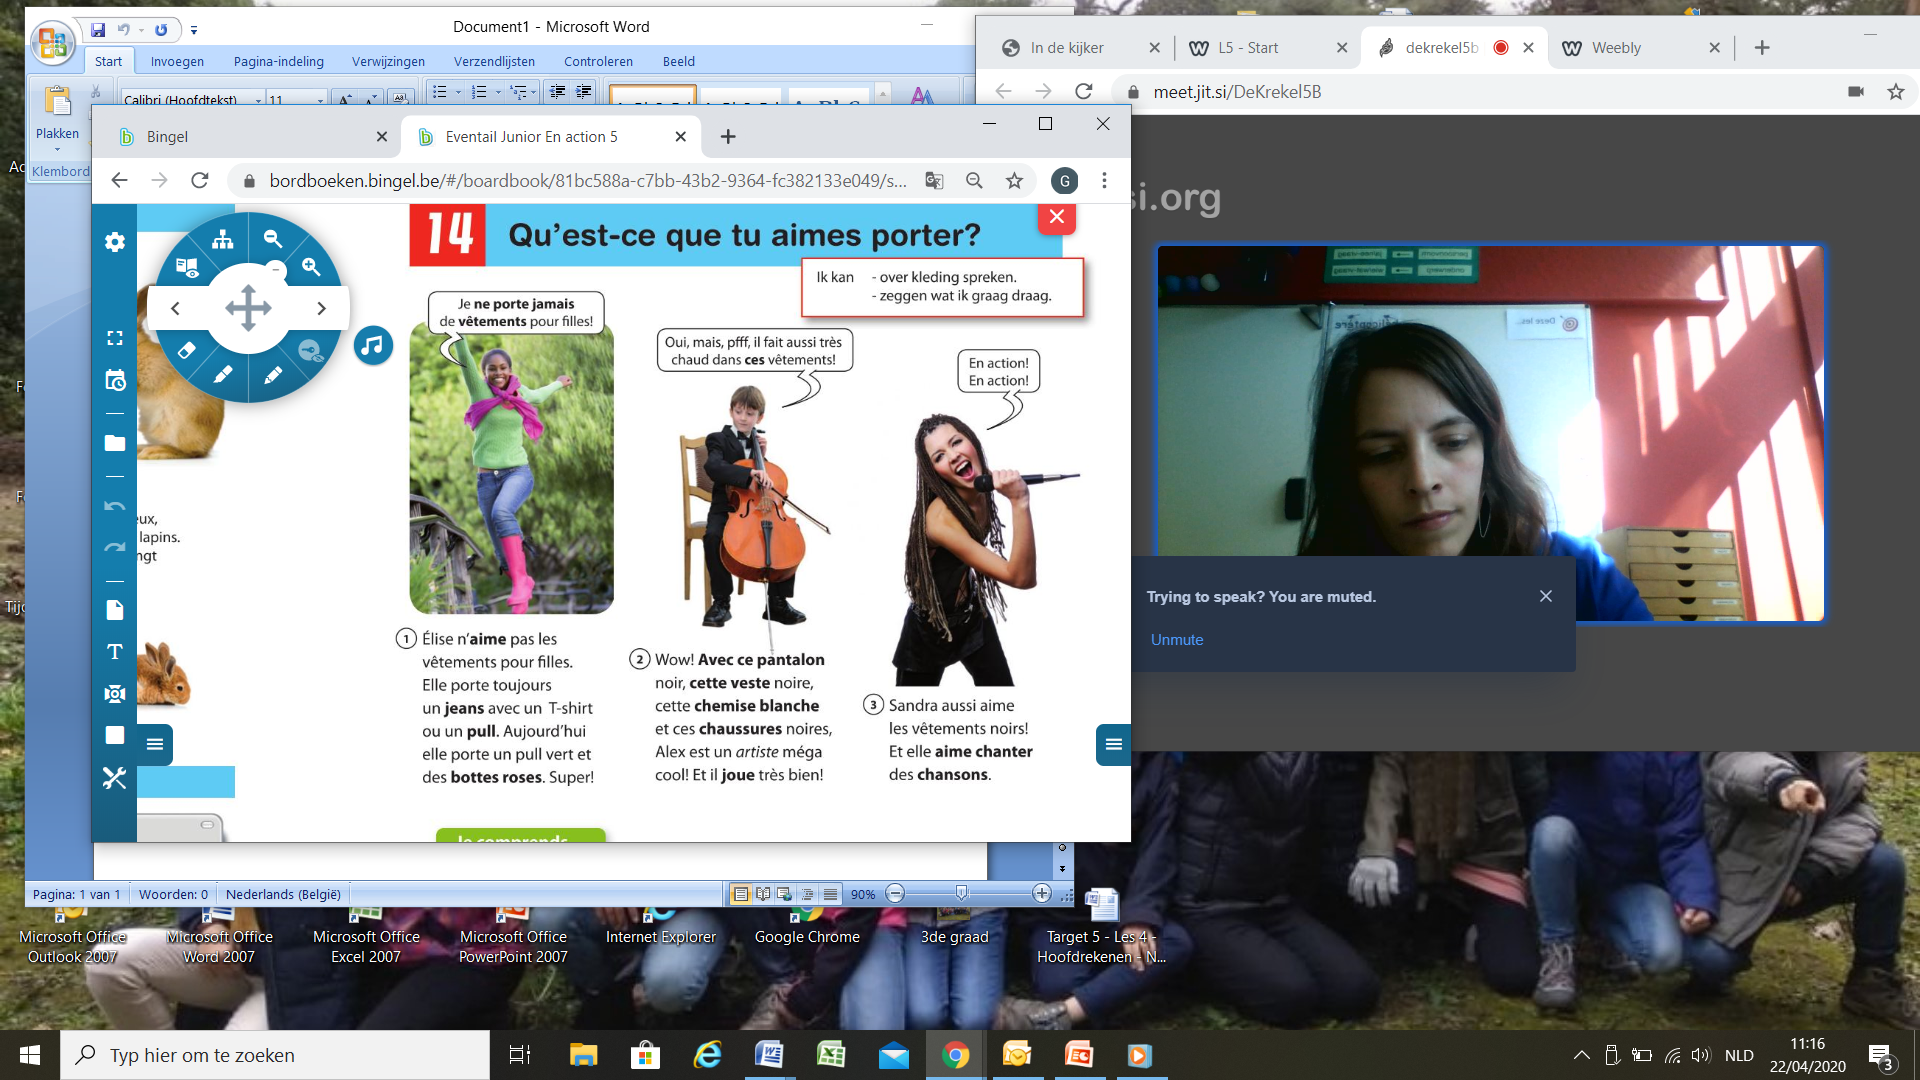 Document1 - Microsoft Word
Start
Invoegen
Pagina-indeling
Verwijzingen
Verzendlijsten
Controleren
Beeld
Calibri (Hoofdtekst)
11
Plakken
Klembord
In de kijker
L5 - Start
dekrekel5b
Weebly
meet.jit.si/DeKrekel5B
Bingel
Eventail Junior En action 5
bordboeken.bingel.be/#/boardbook/81bc588a-c7bb-43b2-9364-fc382133e049/s...
G
si.org
14
Qu'est-ce que tu aimes porter?
Ik kan - over kleding spreken.
- zeggen wat ik graag draag.
Je ne porte jamais
de vêtements pour filles!
Oui, mais, pfff, il fait aussi très
chaud dans ces vêtements!
En action!
En action!
eux,
lapins.
ngt
1 Élise n'aime pas les
vêtements pour filles.
Elle porte toujours
un jeans avec un T-shirt
ou un pull. Aujourd'hui
elle porte un pull vert et
des bottes roses. Super!
2 Wow! Avec ce pantalon
noir, cette veste noire,
cette chemise blanche
et ces chaussures noires,
Alex est un artiste méga
cool! Et il joue très bien!
3 Sandra aussi aime
les vêtements noirs!
Et elle aime chanter
des chansons.
Je comprends
Trying to speak? You are muted.
Unmute
Pagina: 1 van 1
Woorden: 0
Nederlands (België)
90%
Microsoft Office
Outlook 2007
Microsoft Office
Word 2007
Microsoft Office
Excel 2007
Microsoft Office
PowerPoint 2007
Internet Explorer
Google Chrome
3de graad
Target 5 - Les 4 -
Hoofdrekenen - N...
Typ hier om te zoeken
NLD
11:16
22/04/2020
3